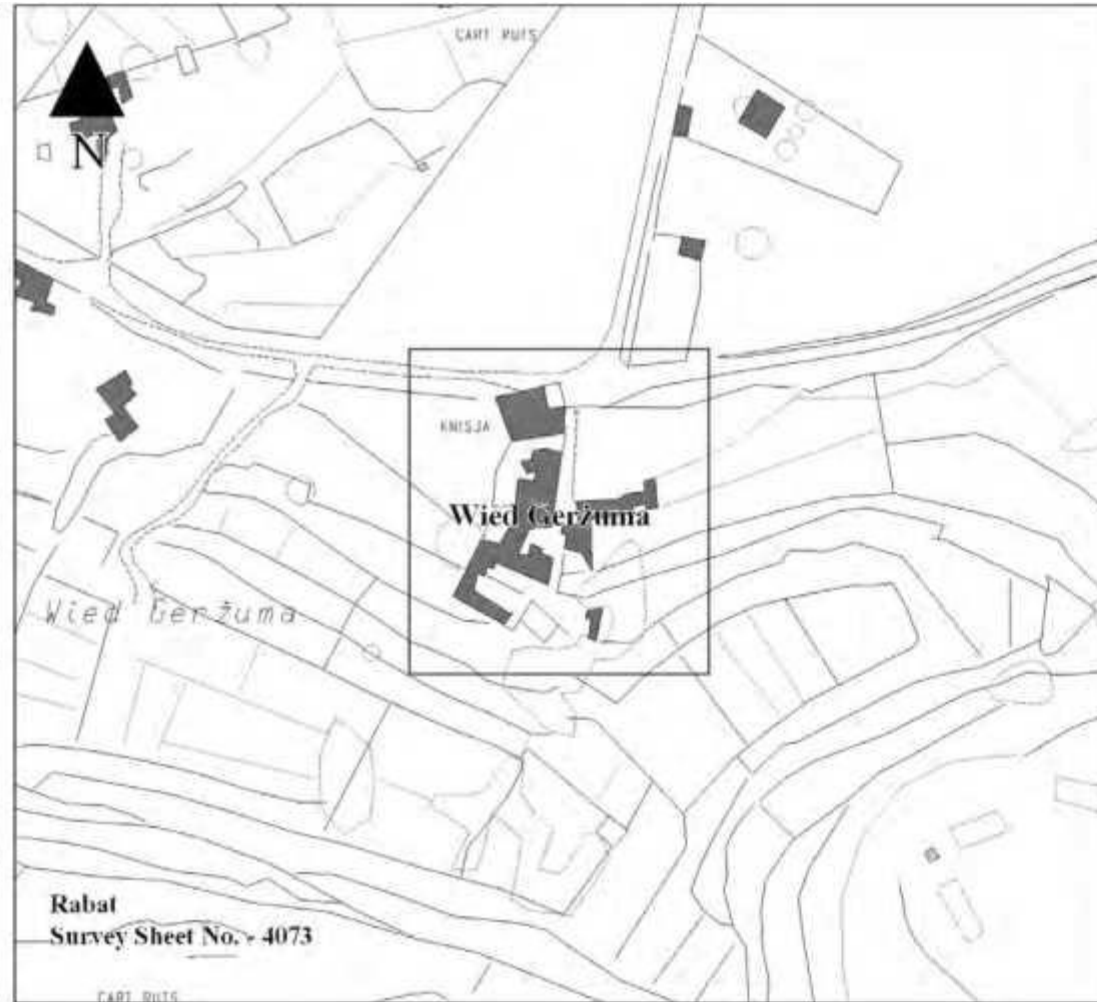 CART RUTS
N
KNISJA
Wied Gerżuma
Wied Gerżuma
Rabat
Survey Sheet No. - 4073
CART RUTS